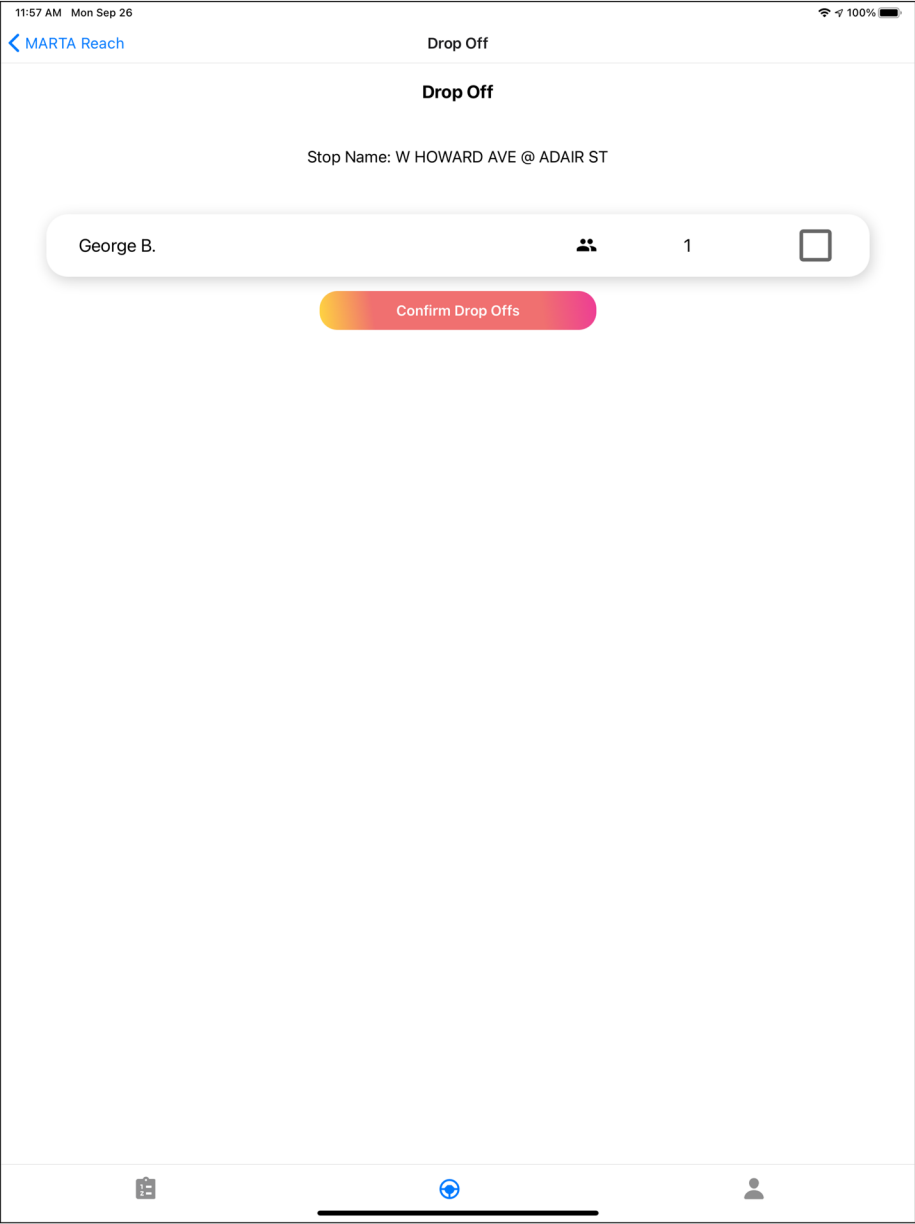 11:57 AM Mon Sep 26 100%
MARTA Reach Drop Off
Drop Off
Stop Name: W HOWARD AVE @ ADAIR ST
George B. 1
Confirm Drop Offs